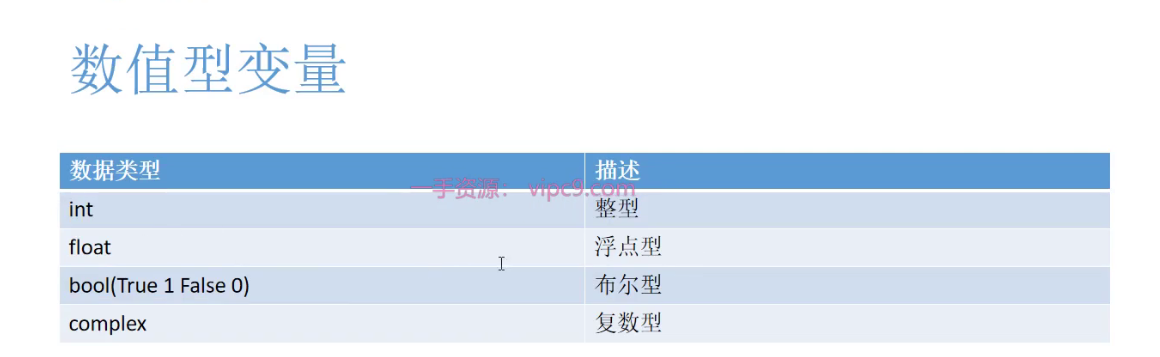 数值型变量
数据类型 描述
一手资源: vipc9.com
int 整型
float 浮点型
bool(True 1 False 0) 布尔型
complex 复数型